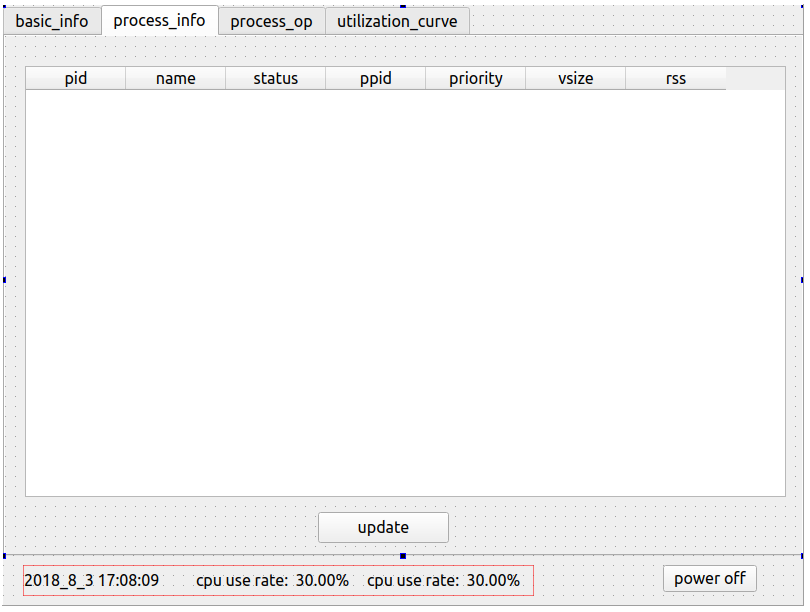 basic_info process_info process_op utilization_curve
pid name status ppid priority vsize rss
update
2018_8_3 17:08:09 cpu use rate: 30.00% cpu use rate: 30.00% power off